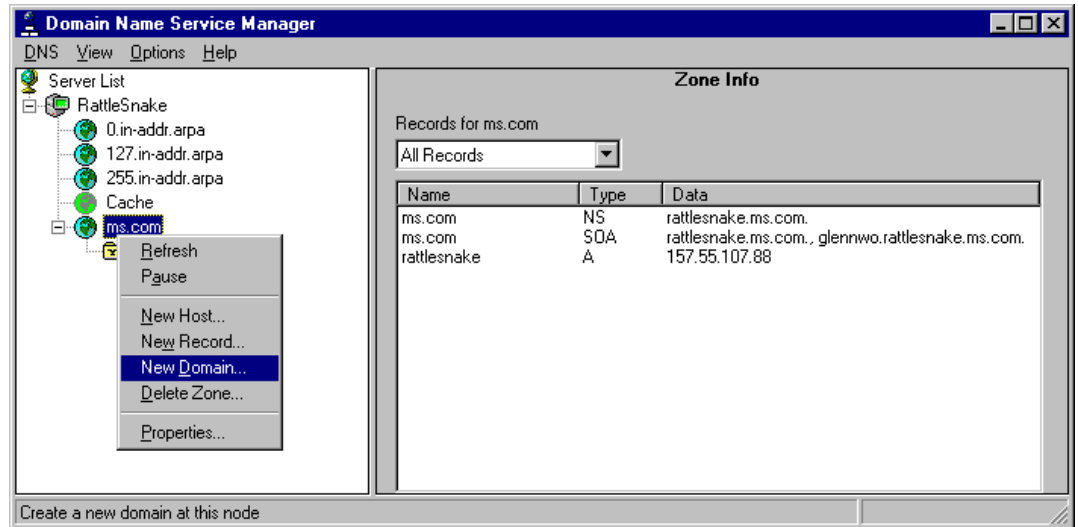 Domain Name Service Manager
DNS View Options Help
Server List
RattleSnake
0.in-addr.arpa
127.in-addr.arpa
255.in-addr.arpa
Cache
ms.com
Refresh
Pause
New Host...
New Record...
New Domain...
Delete Zone...
Properties...
Zone Info
Records for ms.com
All Records
Name Type Data
ms.com NS rattlesnake.ms.com.
ms.com SOA rattlesnake.ms.com., glennwo.rattlesnake.ms.com.
rattlesnake A 157.55.107.88
Create a new domain at this node